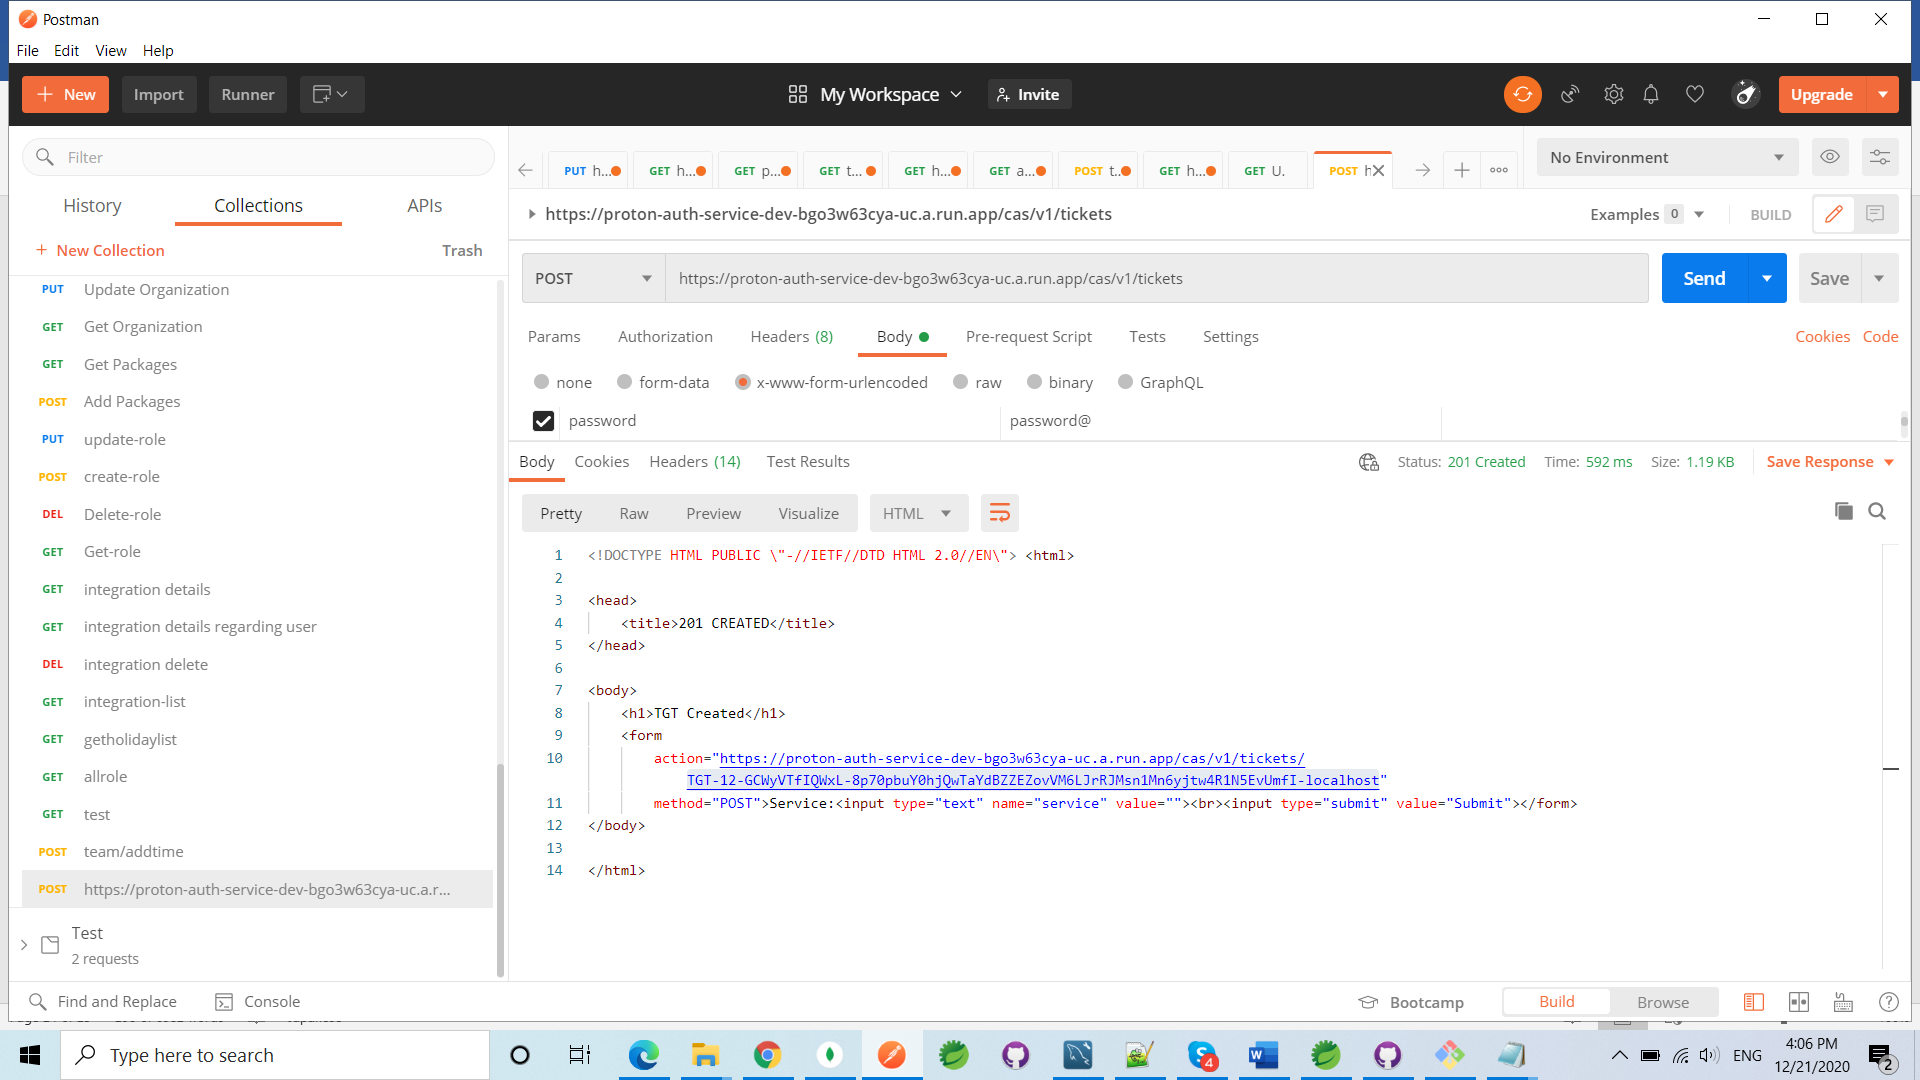 Postman
File Edit View Help
New Import Runner My Workspace Invite Upgrade
Filter
History Collections APIs
New Collection Trash
PUT Update Organization
GET Get Organization
GET Get Packages
POST Add Packages
PUT update-role
POST create-role
DEL Delete-role
GET Get-role
GET integration details
GET integration details regarding user
DEL integration delete
GET integration-list
GET getholidaylist
GET allrole
GET test
POST team/addtime
POST https://proton-auth-service-dev-bgo3w63cya-uc.a.r...
Test
2 requests
PUT h... GET h... GET p... GET t... GET h... GET a... POST t... GET h... GET U. POST h
No Environment
https://proton-auth-service-dev-bgo3w63cya-uc.a.run.app/cas/v1/tickets Examples 0 BUILD
POST https://proton-auth-service-dev-bgo3w63cya-uc.a.run.app/cas/v1/tickets Send Save
Params Authorization Headers (8) Body Pre-request Script Tests Settings Cookies Code
none form-data x-www-form-urlencoded raw binary GraphQL
password password@
Body Cookies Headers (14) Test Results Status: 201 Created Time: 592 ms Size: 1.19 KB Save Response
Pretty Raw Preview Visualize HTML
1 <!DOCTYPE HTML PUBLIC \"-//IETF//DTD HTML 2.0//EN\"> <html>
2
3 <head>
4 <title>201 CREATED</title>
5 </head>
6
7 <body>
8 <h1>TGT Created</h1>
9 <form
10 action="https://proton-auth-service-dev-bgo3w63cya-uc.a.run.app/cas/v1/tickets/
TGT-12-GCWyVTfIQWxL-8p70pbuY0hjQwTaYdBZZEZovVM6LJrRJMsn1Mn6yjtw4R1N5EvUmfI-localhost"
11 method="POST">Service:<input type="text" name="service" value=""><br><input type="submit" value="Submit"></form>
12 </body>
13
14 </html>
Find and Replace Console Bootcamp Build Browse
Type here to search
4
ENG
4:06 PM
12/21/2020
2